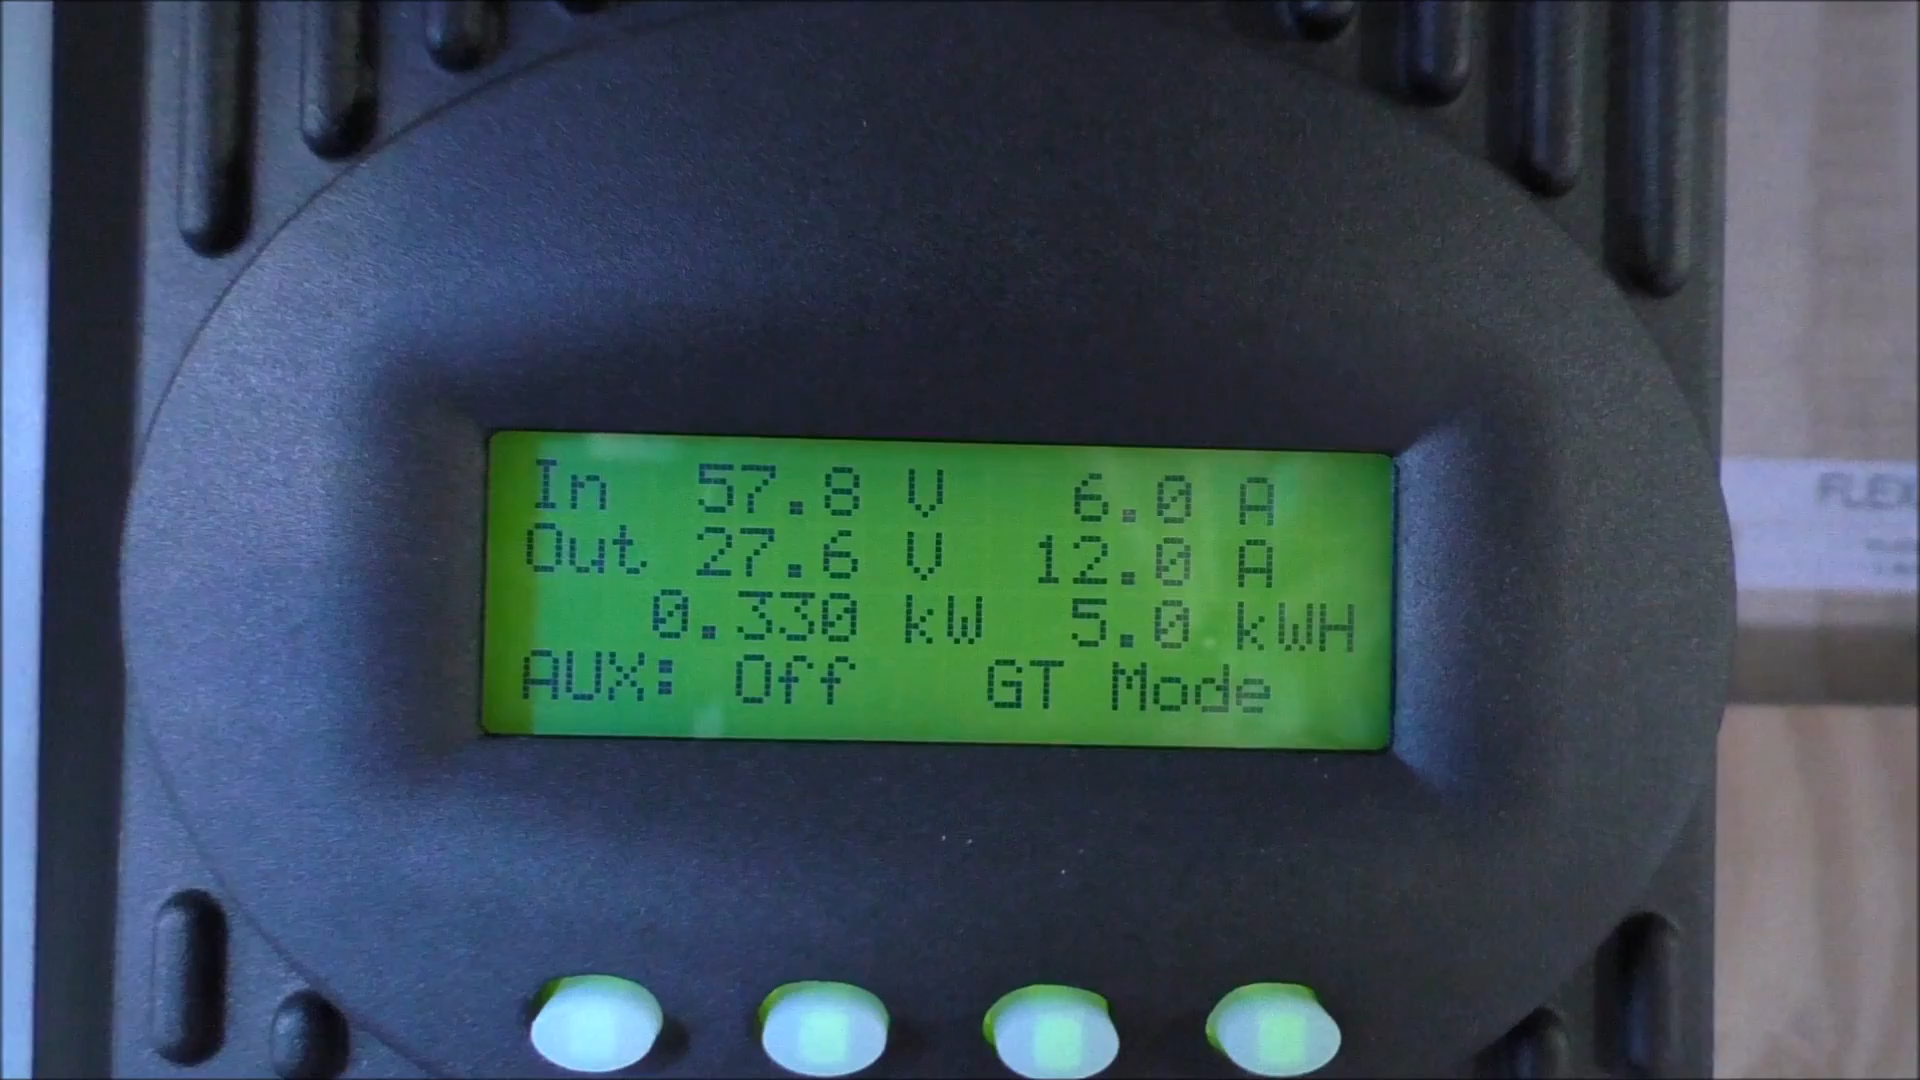 In 57.8 V 6.0 A
Out 27.6 V 12.0 A
0.330 kW 5.0 kWH
AUX: Off GT Mode